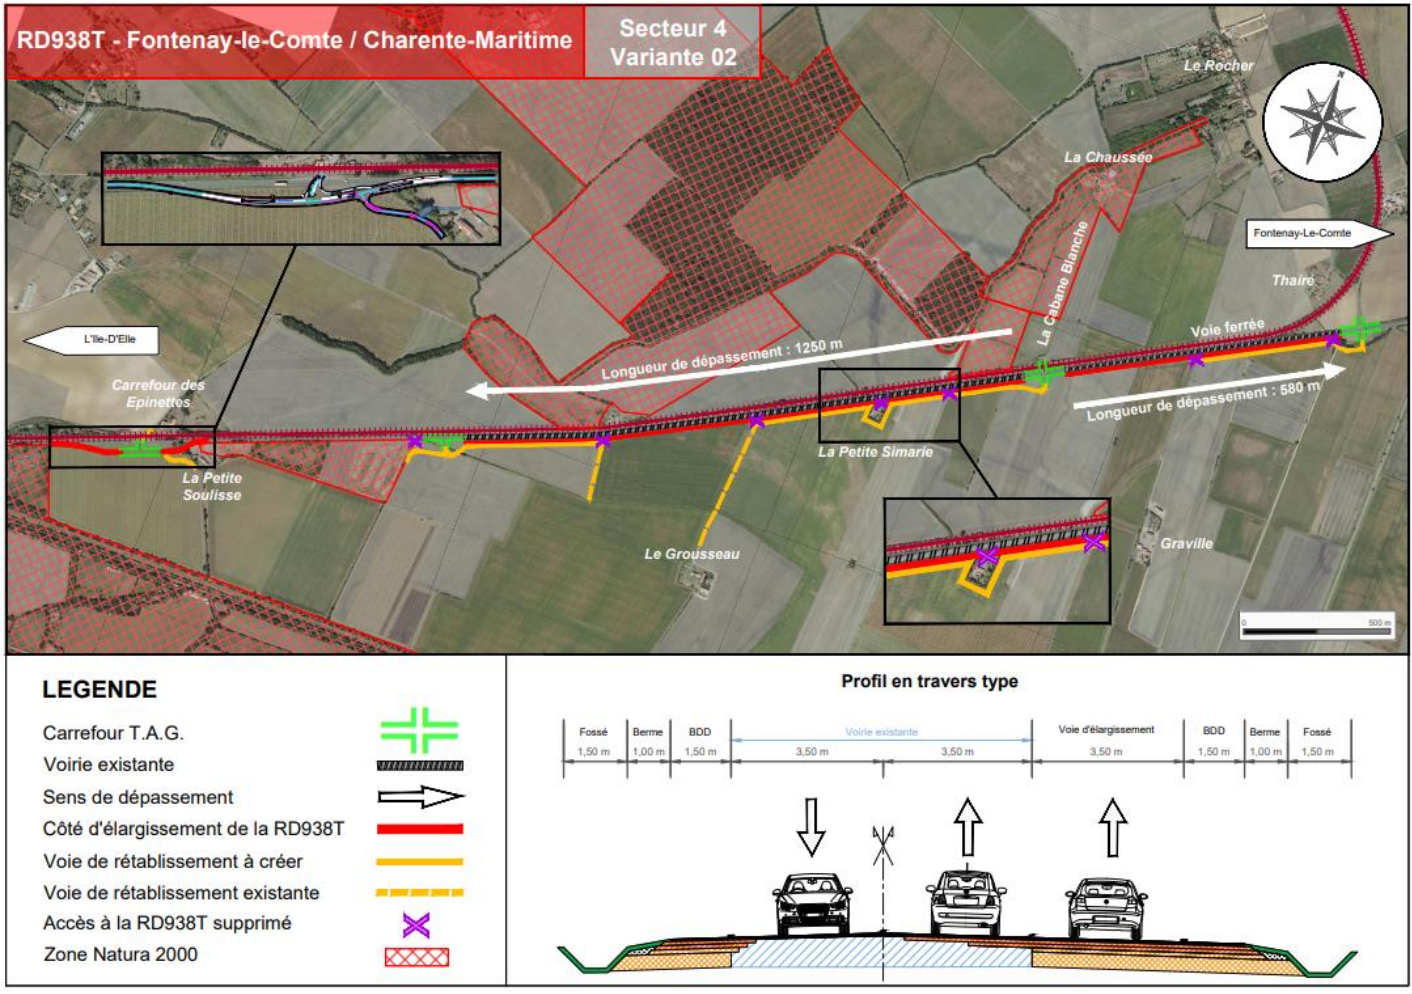 RD938T - Fontenay-le-Comte / Charente-Maritime
Secteur 4
Variante 02
Le Rocher
La Chaussée
Fontenay-Le-Comte
La Cabane Blanche
Thairé
L'Ile-D'Elle
Voie ferrée
Longueur de dépassement : 1250 m
Longueur de dépassement : 580 m
Carrefour des
Epinettes
La Petite Simarie
La Petite
Soulisse
Le Grousseau
Graville
0 500 m
LEGENDE
Carrefour T.A.G.
Voirie existante
Sens de dépassement
Côté d'élargissement de la RD938T
Voie de rétablissement à créer
Voie de rétablissement existante
Accès à la RD938T supprimé
Zone Natura 2000
Profil en travers type
Fossé Berme BDD Voirie existante Voie d'élargissement BDD Berme Fossé
1,50 m 1,00 m 1,50 m 3,50 m 3,50 m 3,50 m 1,50 m 1,00 m 1,50 m